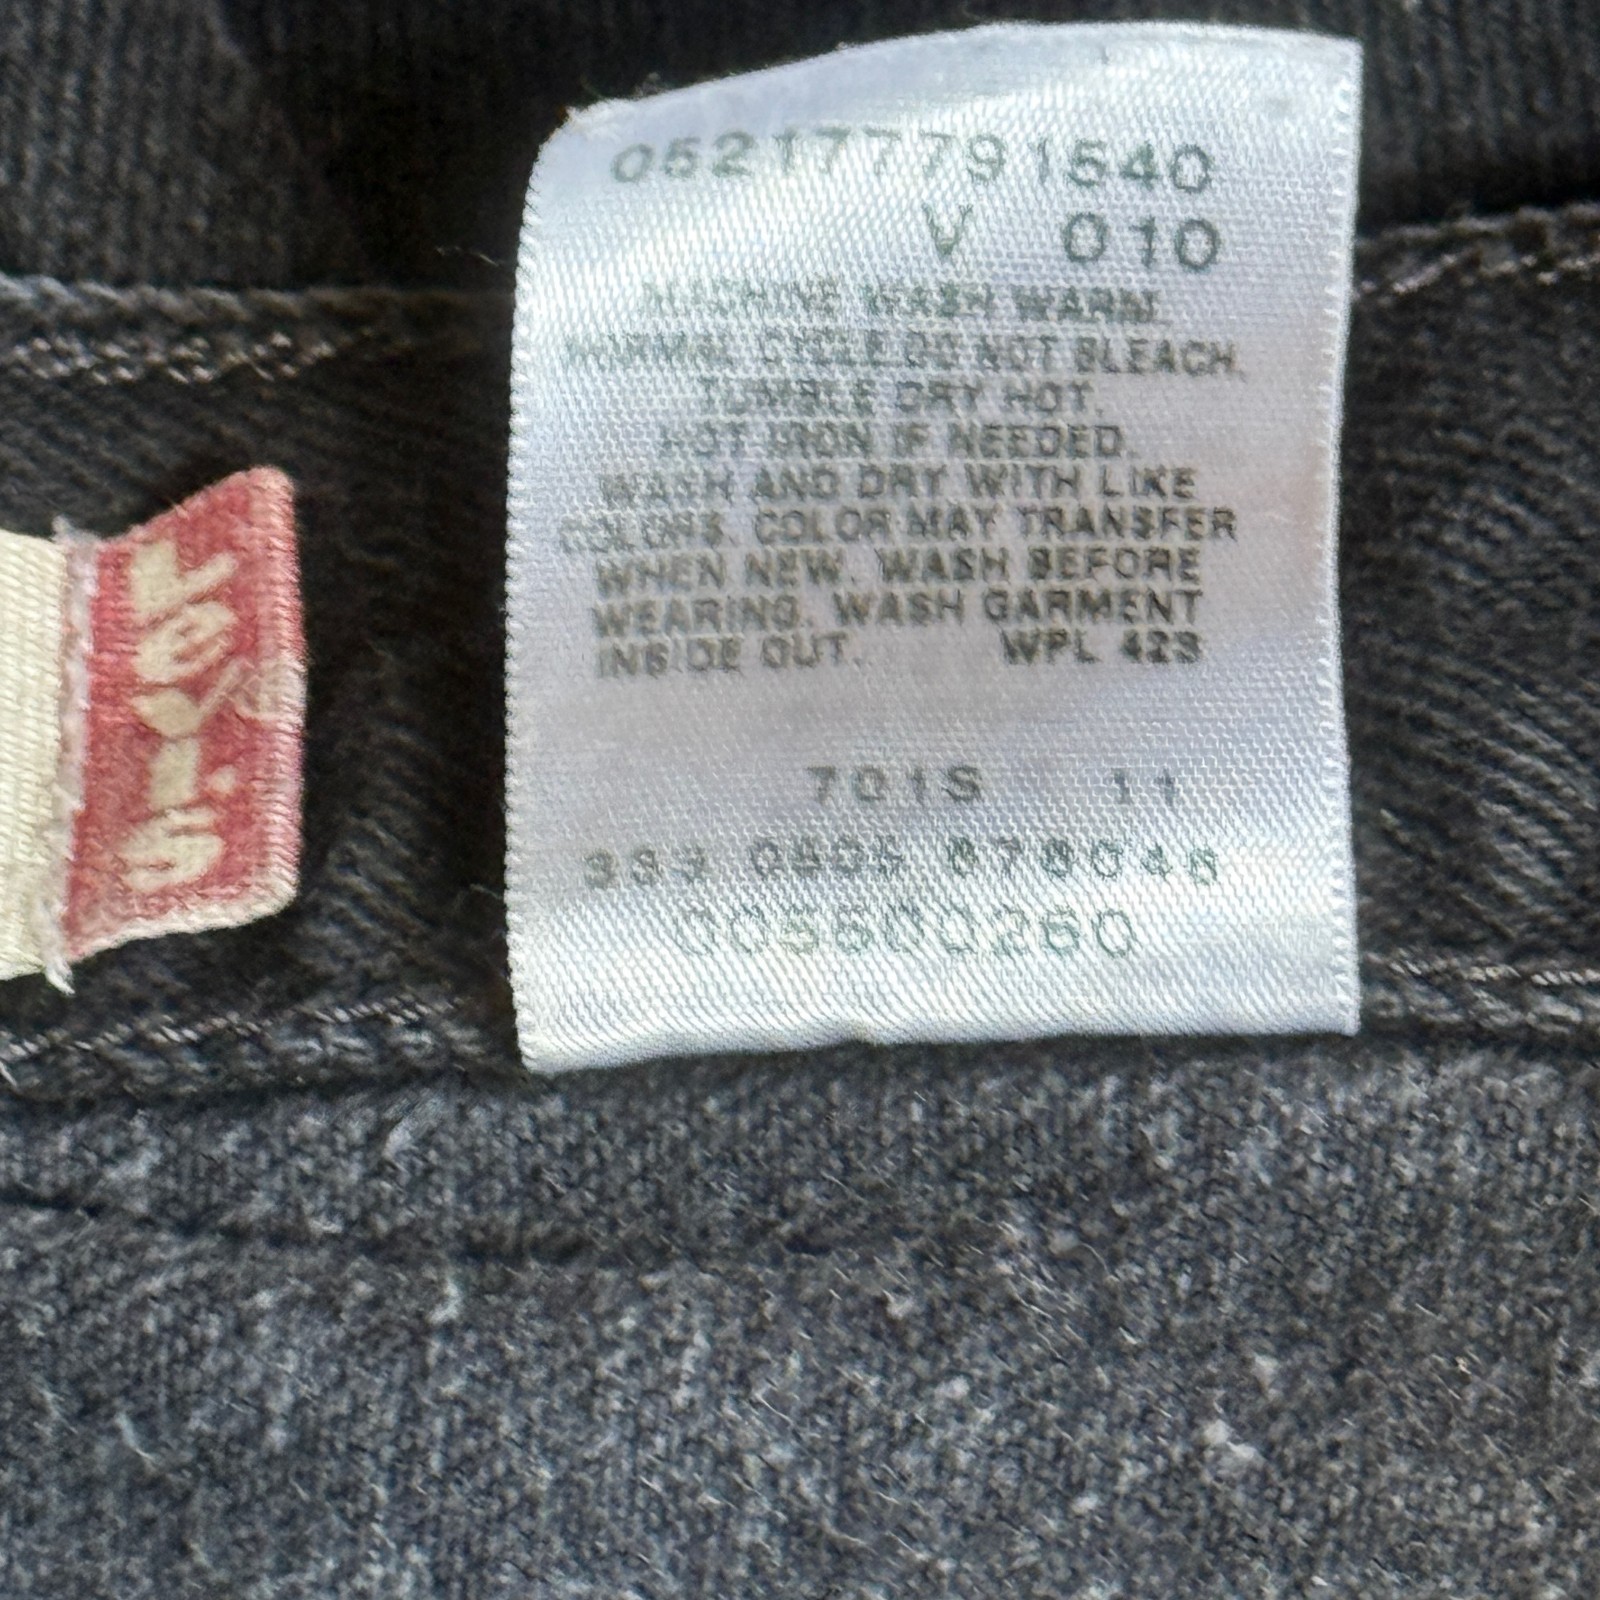 Levi's
052177791540
V 010
MACHINE WASH WARM.
NORMAL CYCLE DO NOT BLEACH.
TUMBLE DRY HOT.
HOT IRON IF NEEDED.
WASH AND DRY WITH LIKE
COLORS. COLOR MAY TRANSFER
WHEN NEW. WASH BEFORE
WEARING. WASH GARMENT
INSIDE OUT. WPL 423
701S 11
005500260